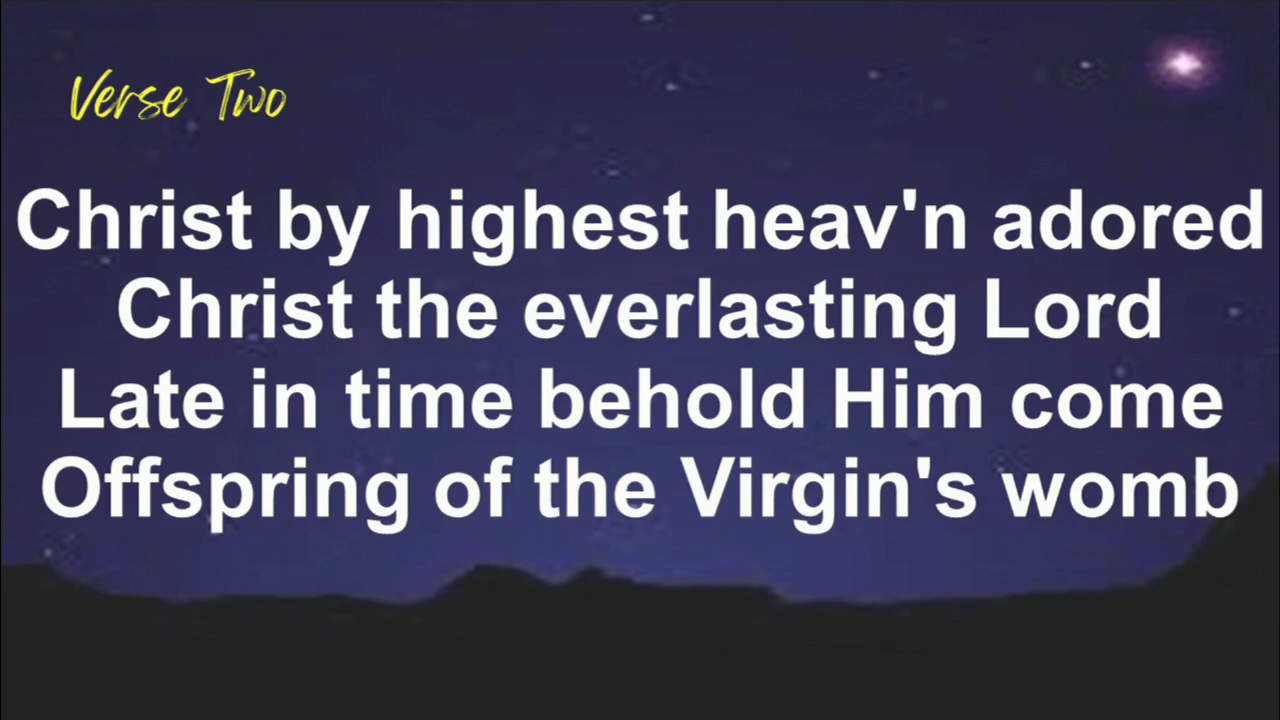 Verse Two
Christ by highest heav'n adored
Christ the everlasting Lord
Late in time behold Him come
Offspring of the Virgin's womb